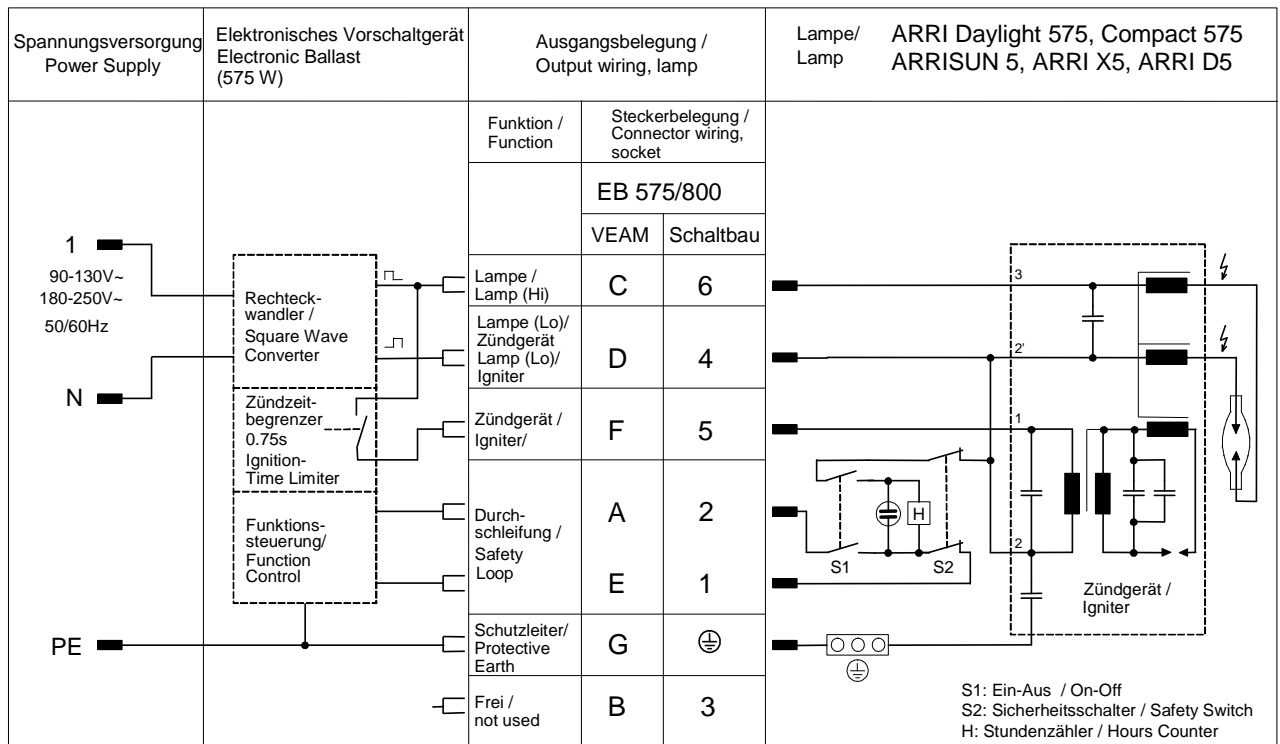 Spannungsversorgung
Power Supply
Elektronisches Vorschaltgerät
Electronic Ballast
(575 W)
Ausgangsbelegung /
Output wiring, lamp
Lampe/
Lamp
ARRI Daylight 575, Compact 575
ARRISUN 5, ARRI X5, ARRI D5
Funktion /
Function
Steckerbelegung /
Connector wiring,
socket
EB 575/800
VEAM
Schaltbau
1
90-130V~
180-250V~
50/60Hz
N
PE
Rechteck-
wandler /
Square Wave
Converter
Zündzeit-
begrenzer
0.75s
Ignition-
Time Limiter
Funktions-
steuerung/
Function
Control
Lampe /
Lamp (Hi)
C
6
Lampe (Lo)/
Zündgerät
Lamp (Lo)/
Igniter
D
4
Zündgerät /
Igniter/
F
5
Durch-
schleifung /
Safety
Loop
A
2
E
1
Schutzleiter/
Protective
Earth
G
Frei /
not used
B
3
3
2'
1
2
H
S1
S2
Zündgerät /
Igniter
S1: Ein-Aus / On-Off
S2: Sicherheitsschalter / Safety Switch
H: Stundenzähler / Hours Counter